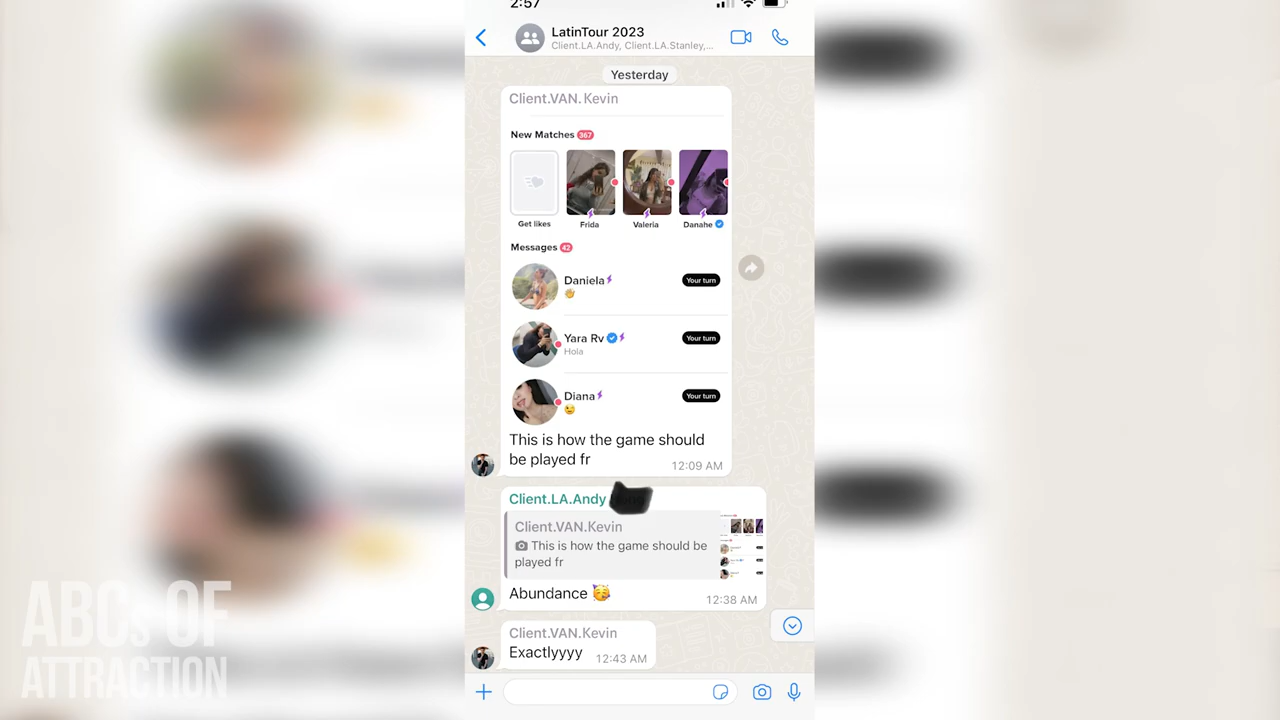 2:57
LatinTour 2023
Client.LA.Andy, Client.LA.Stanley,...
Yesterday
Client.VAN.Kevin
New Matches 367
Get likes
Frida
Valeria
Danahe
Messages 42
Daniela
Your turn
👋
Yara Rv
Your turn
Hola
Diana
Your turn
😉
This is how the game should
be played fr
12:09 AM
Client.LA.Andy
Client.VAN.Kevin
This is how the game should be
played fr
Abundance 🥳
12:38 AM
Client.VAN.Kevin
Exactlyyyy
12:43 AM
ABCs OF
ATTRACTION